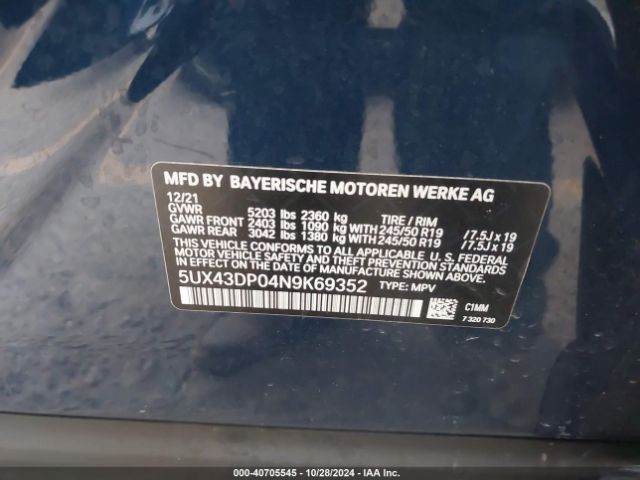 MFD BY BAYERISCHE MOTOREN WERKE AG
12/21
GVWR 5203 lbs 2360 kg TIRE / RIM
GAWR FRONT 2403 lbs 1090 kg WITH 245/50 R19 /7.5J x 19
GAWR REAR 3042 lbs 1380 kg WITH 245/50 R19 /7.5J x 19
THIS VEHICLE CONFORMS TO ALL APPLICABLE U.S. FEDERAL
MOTOR VEHICLE SAFETY STANDARDS IN EFFECT ON THE
DATE OF MANUFACTURE SHOWN ABOVE.
5UX43DP04N9K69352 TYPE: MPV
C1MM
7 320 730
000-40705545 - 10/28/2024 - IAA Inc.